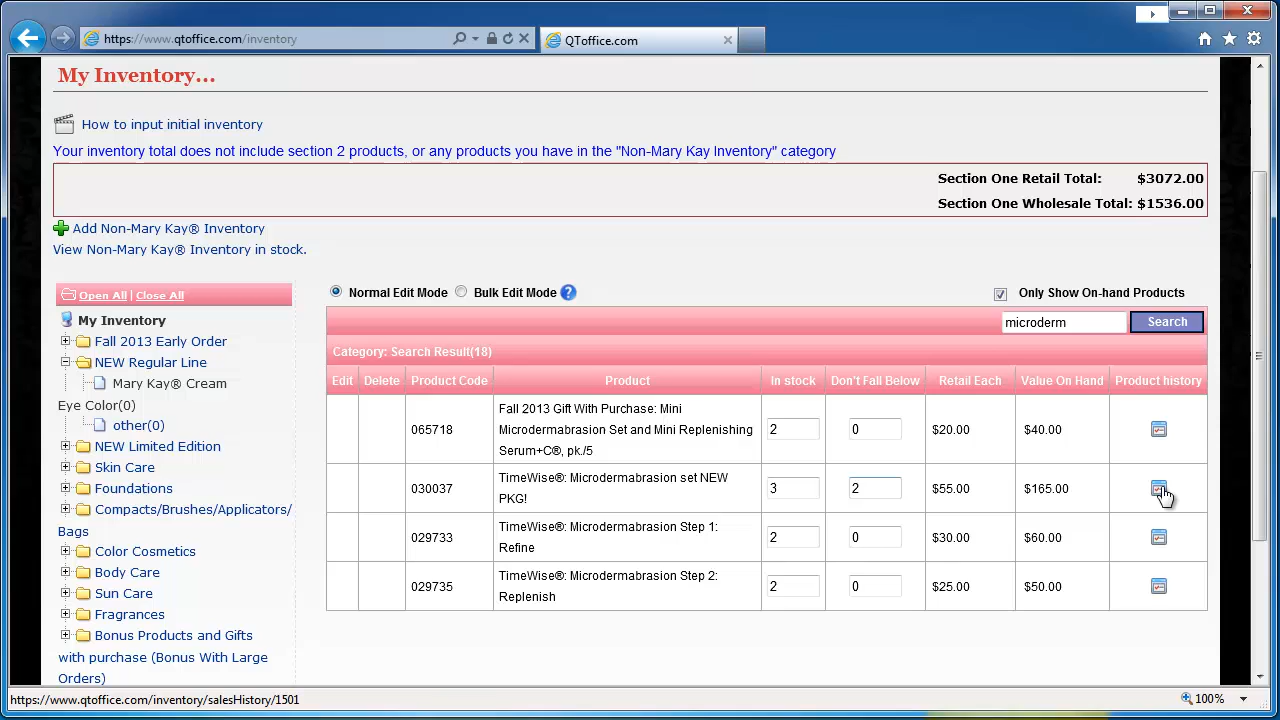 https://www.qtoffice.com/inventory
QToffice.com
My Inventory...
How to input initial inventory
Your inventory total does not include section 2 products, or any products you have in the "Non-Mary Kay Inventory" category
Section One Retail Total: $3072.00
Section One Wholesale Total: $1536.00
Add Non-Mary Kay® Inventory
View Non-Mary Kay® Inventory in stock.
Open All | Close All
My Inventory
Fall 2013 Early Order
NEW Regular Line
Mary Kay® Cream
Eye Color(0)
other(0)
NEW Limited Edition
Skin Care
Foundations
Compacts/Brushes/Applicators/
Bags
Color Cosmetics
Body Care
Sun Care
Fragrances
Bonus Products and Gifts
with purchase (Bonus With Large
Orders)
Normal Edit Mode Bulk Edit Mode ? Only Show On-hand Products
microderm Search
Category: Search Result(18)
Edit Delete Product Code Product In stock Don't Fall Below Retail Each Value On Hand Product history
Fall 2013 Gift With Purchase: Mini
065718 Microdermabrasion Set and Mini Replenishing 2 0 $20.00 $40.00
Serum+C®, pk./5
030037 TimeWise®: Microdermabrasion set NEW 3 2 $55.00 $165.00
PKG!
029733 TimeWise®: Microdermabrasion Step 1: 2 0 $30.00 $60.00
Refine
029735 TimeWise®: Microdermabrasion Step 2: 2 0 $25.00 $50.00
Replenish
https://www.qtoffice.com/inventory/salesHistory/1501
100%